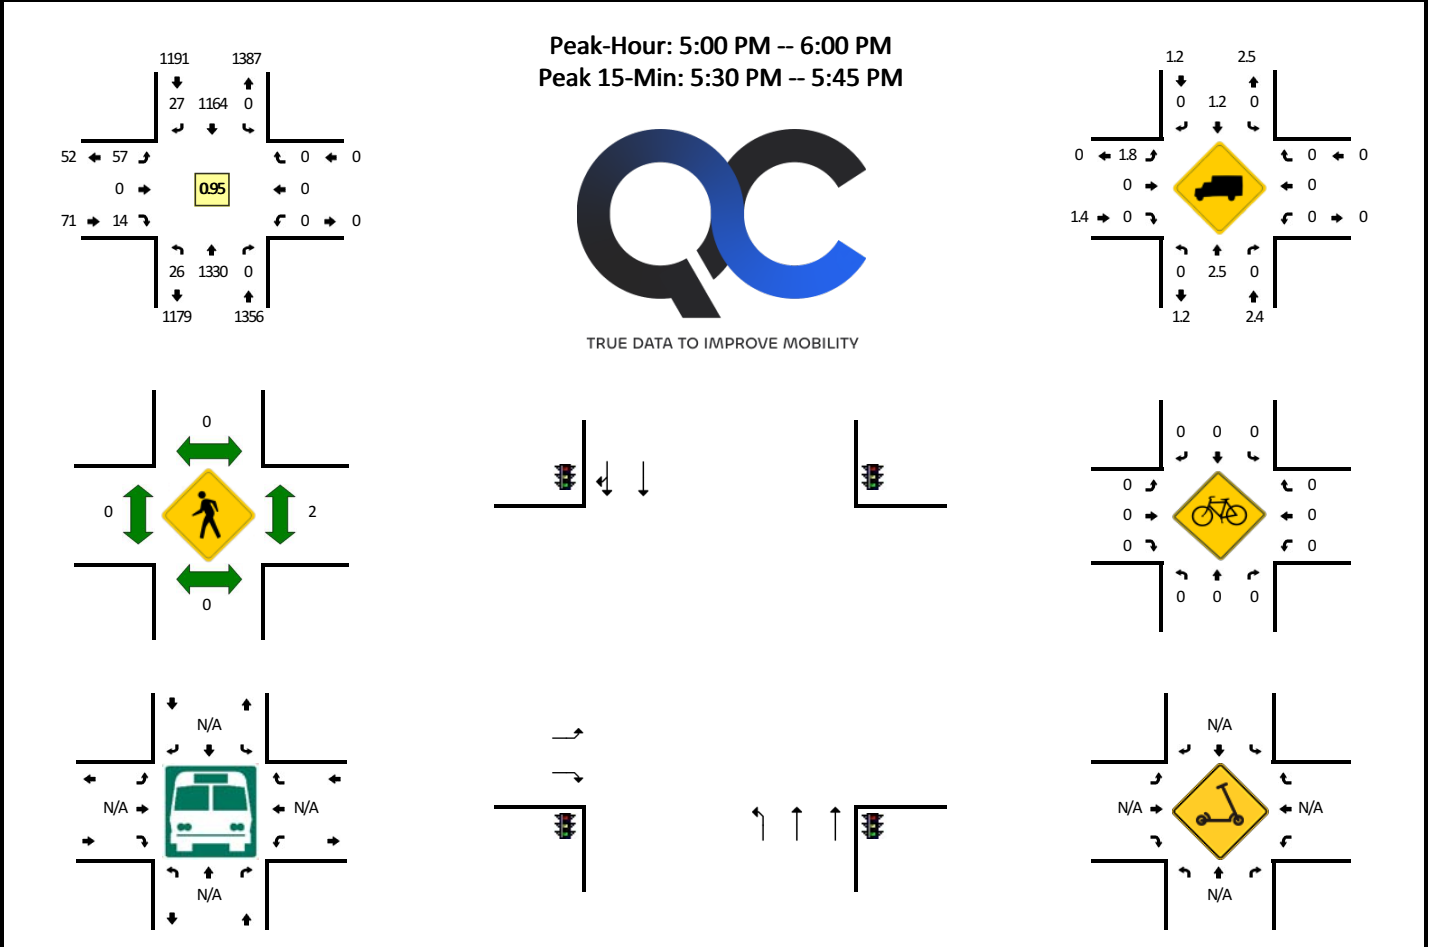 Peak-Hour: 5:00 PM -- 6:00 PM
Peak 15-Min: 5:30 PM -- 5:45 PM
1191 1387
27 1164 0
52 57 0 0
0 0.95 0
71 14 0 0
26 1330 0
1179 1356
QC
TRUE DATA TO IMPROVE MOBILITY
1.2 2.5
0 1.2 0
0 1.8 0 0
0 0
1.4 0 0 0
0 2.5 0
1.2 2.4
0
0 2
0
0 0 0
0 0
0 0
0 0
0 0 0
N/A
N/A N/A
N/A
N/A
N/A N/A
N/A